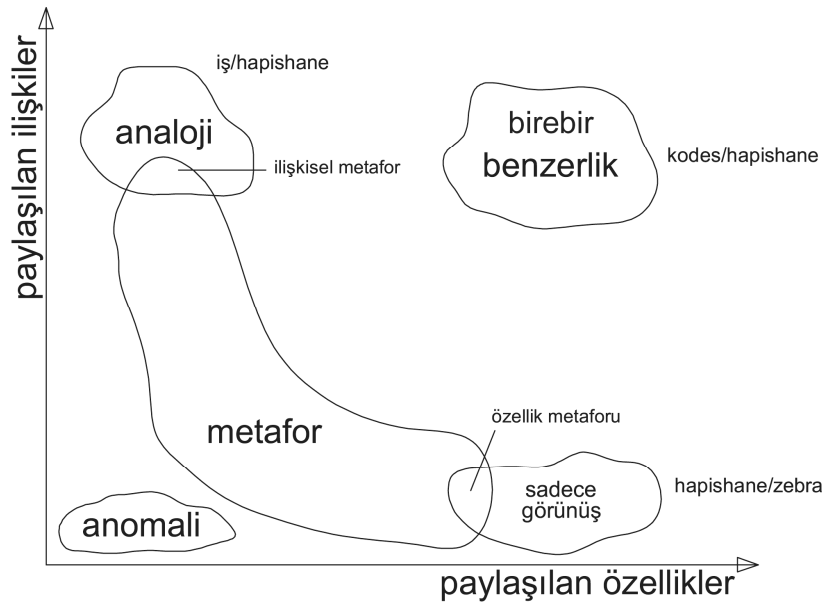 paylaşılan ilişkiler
iş/hapishane
analoji
ilişkisel metafor
birebir
benzerlik
kodes/hapishane
metafor
özellik metaforu
sadece
görünüş
hapishane/zebra
anomali
paylaşılan özellikler